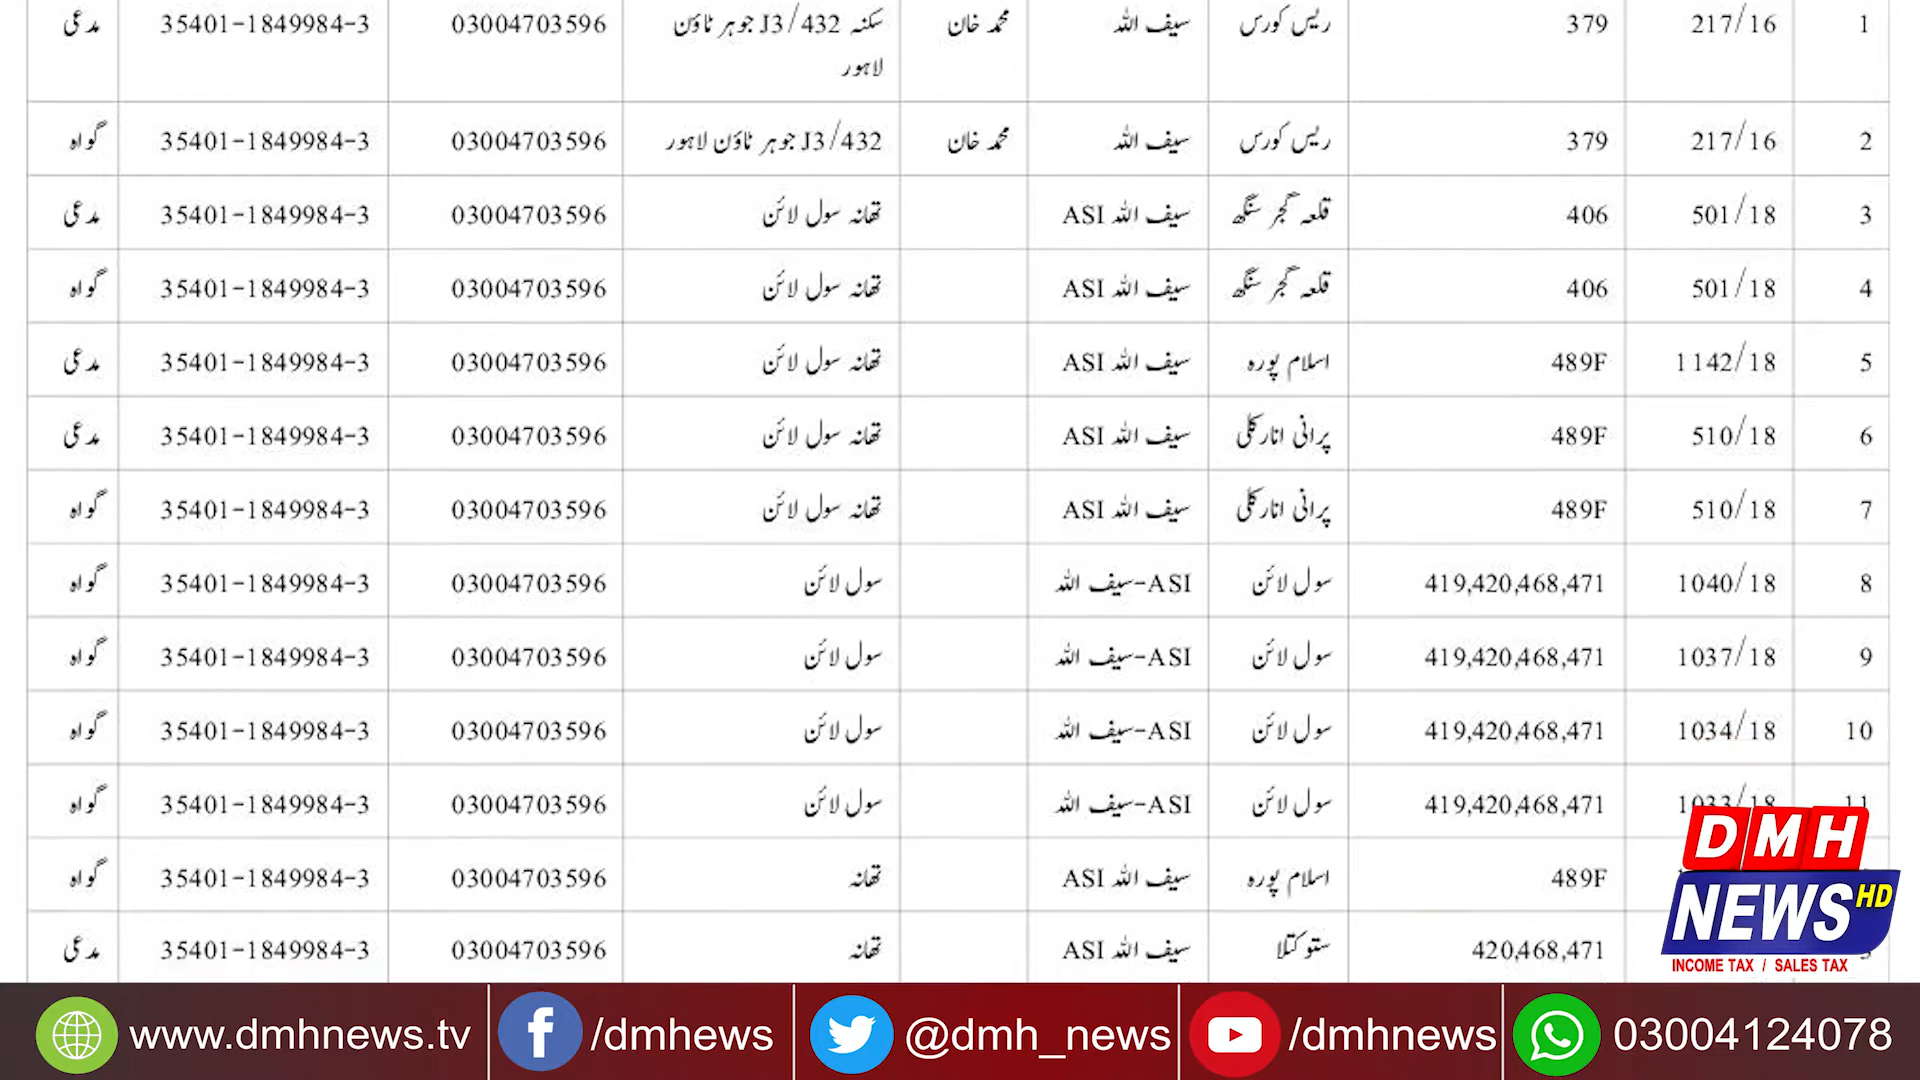 1 217/16 379 ریس کورس سیف اللہ محمد خان سکنہ 432/J3 جوہر ٹاؤن لاہور 03004703596 35401-1849984-3 مدعی
2 217/16 379 ریس کورس سیف اللہ محمد خان 432/J3 جوہر ٹاؤن لاہور 03004703596 35401-1849984-3 گواہ
3 501/18 406 قلعہ گجر سنگھ سیف اللہ ASI تھانہ سول لائن 03004703596 35401-1849984-3 مدعی
4 501/18 406 قلعہ گجر سنگھ سیف اللہ ASI تھانہ سول لائن 03004703596 35401-1849984-3 گواہ
5 1142/18 489F اسلام پورہ سیف اللہ ASI تھانہ سول لائن 03004703596 35401-1849984-3 مدعی
6 510/18 489F پرانی انارکلی سیف اللہ ASI تھانہ سول لائن 03004703596 35401-1849984-3 مدعی
7 510/18 489F پرانی انارکلی سیف اللہ ASI تھانہ سول لائن 03004703596 35401-1849984-3 گواہ
8 1040/18 419,420,468,471 سول لائن ASI-سیف اللہ سول لائن 03004703596 35401-1849984-3 گواہ
9 1037/18 419,420,468,471 سول لائن ASI-سیف اللہ سول لائن 03004703596 35401-1849984-3 گواہ
10 1034/18 419,420,468,471 سول لائن ASI-سیف اللہ سول لائن 03004703596 35401-1849984-3 گواہ
11 1033/18 419,420,468,471 سول لائن ASI-سیف اللہ سول لائن 03004703596 35401-1849984-3 گواہ
489F اسلام پورہ سیف اللہ ASI تھانہ 03004703596 35401-1849984-3 گواہ
420,468,471 ستو کتلا سیف اللہ ASI تھانہ 03004703596 35401-1849984-3 مدعی
DMH
NEWS HD
INCOME TAX / SALES TAX
www.dmhnews.tv /dmhews @dmh_news /dmhnews 03004124078